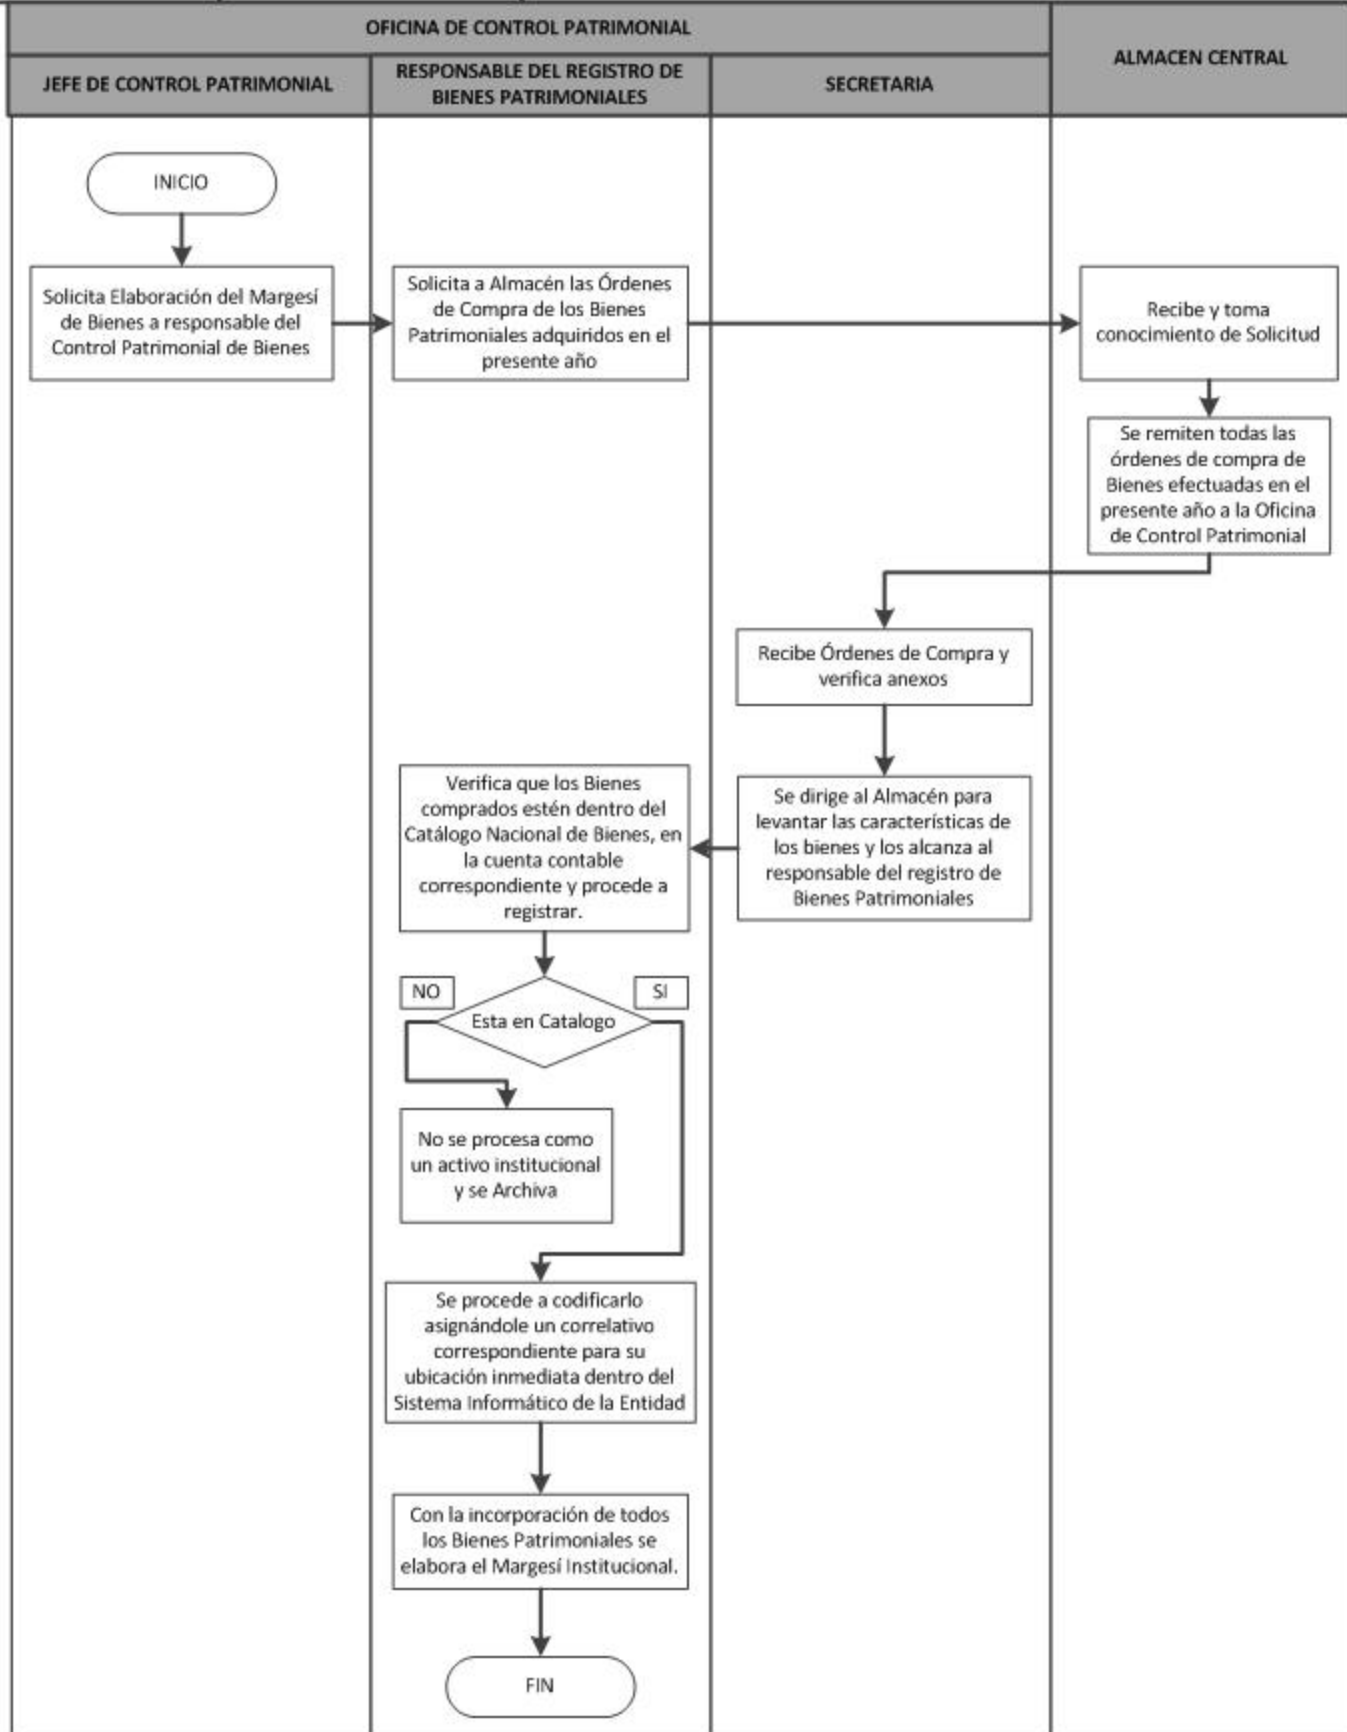 OFICINA DE CONTROL PATRIMONIAL
ALMACEN CENTRAL
JEFE DE CONTROL PATRIMONIAL
RESPONSABLE DEL REGISTRO DE
BIENES PATRIMONIALES
SECRETARIA
INICIO
Solicita Elaboración del Margesí
de Bienes a responsable del
Control Patrimonial de Bienes
Solicita a Almacén las Órdenes
de Compra de los Bienes
Patrimoniales adquiridos en el
presente año
Recibe y toma
conocimiento de Solicitud
Se remiten todas las
órdenes de compra de
Bienes efectuadas en el
presente año a la Oficina
de Control Patrimonial
Recibe Órdenes de Compra y
verifica anexos
Se dirige al Almacén para
levantar las características de
los bienes y los alcanza al
responsable del registro de
Bienes Patrimoniales
Verifica que los Bienes
comprados estén dentro del
Catálogo Nacional de Bienes, en
la cuenta contable
correspondiente y procede a
registrar.
NO
SI
Esta en Catalogo
No se procesa como
un activo institucional
y se Archiva
Se procede a codificarlo
asignándole un correlativo
correspondiente para su
ubicación inmediata dentro del
Sistema Informático de la Entidad
Con la incorporación de todos
los Bienes Patrimoniales se
elabora el Margesí Institucional.
FIN